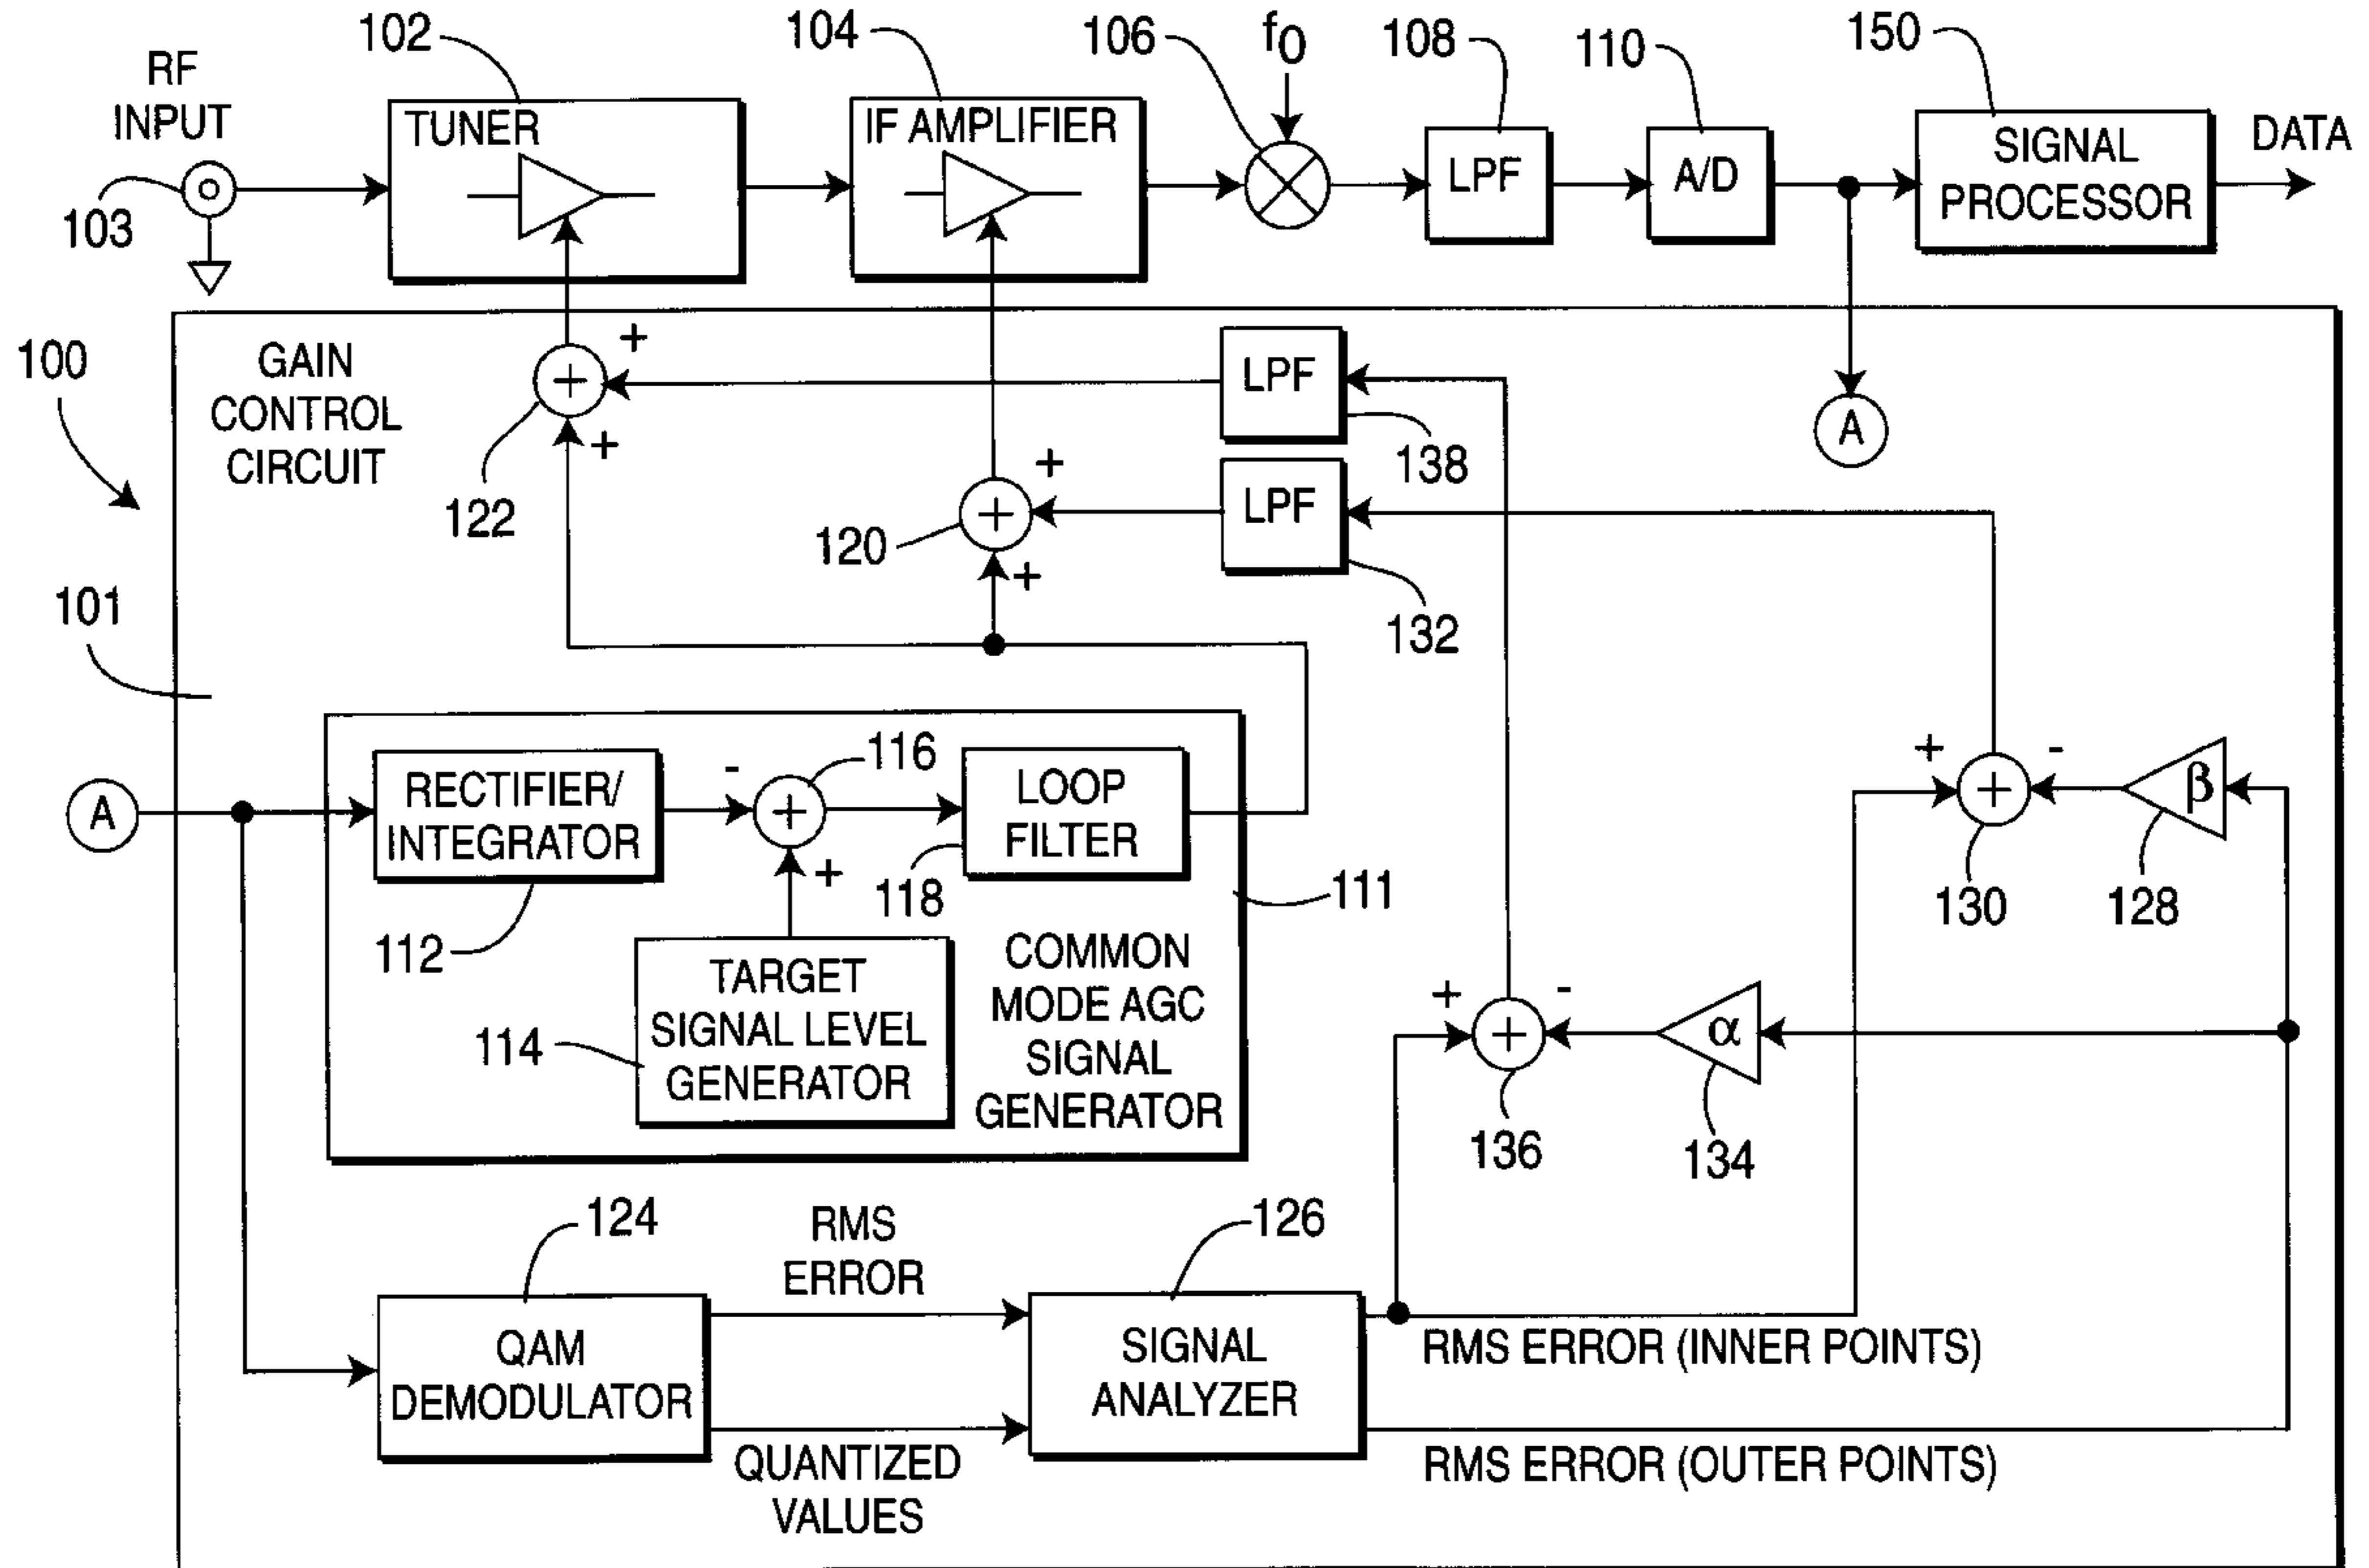 RF
INPUT
103
102
TUNER
104
IF AMPLIFIER
106
f0
108
LPF
110
A/D
150
SIGNAL
PROCESSOR
DATA
100
GAIN
CONTROL
CIRCUIT
+
+
+
122
LPF
138
A
+
+
+
120
LPF
132
101
A
RECTIFIER/
INTEGRATOR
112
-
+
116
+
LOOP
FILTER
118
111
TARGET
SIGNAL LEVEL
GENERATOR
114
COMMON
MODE AGC
SIGNAL
GENERATOR
+
-
+
130
β
128
+
-
+
136
α
134
124
QAM
DEMODULATOR
RMS
ERROR
QUANTIZED
VALUES
126
SIGNAL
ANALYZER
RMS ERROR (INNER POINTS)
RMS ERROR (OUTER POINTS)